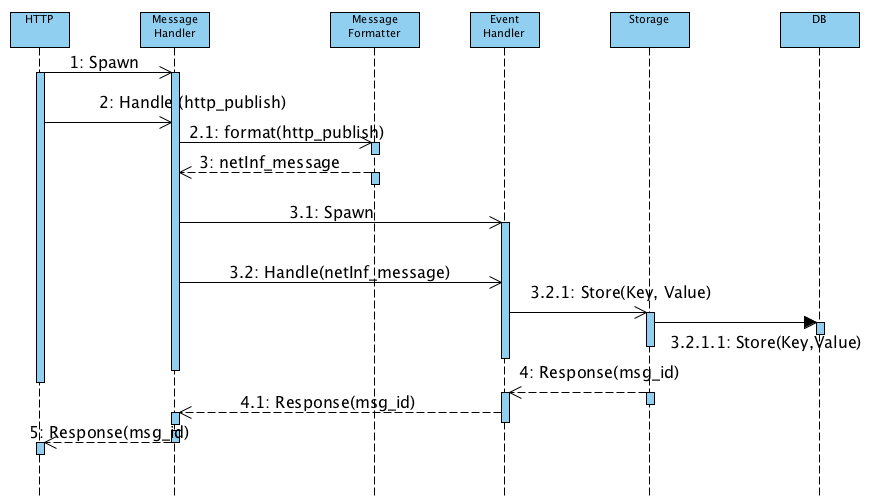 HTTP
Message
Handler
Message
Formatter
Event
Handler
Storage
DB
1: Spawn
2: Handle (http_publish)
2.1: format(http_publish)
3: netInf_message
3.1: Spawn
3.2: Handle(netInf_message)
3.2.1: Store(Key, Value)
3.2.1.1: Store(Key,Value)
4: Response(msg_id)
4.1: Response(msg_id)
5: Response(msg_id)